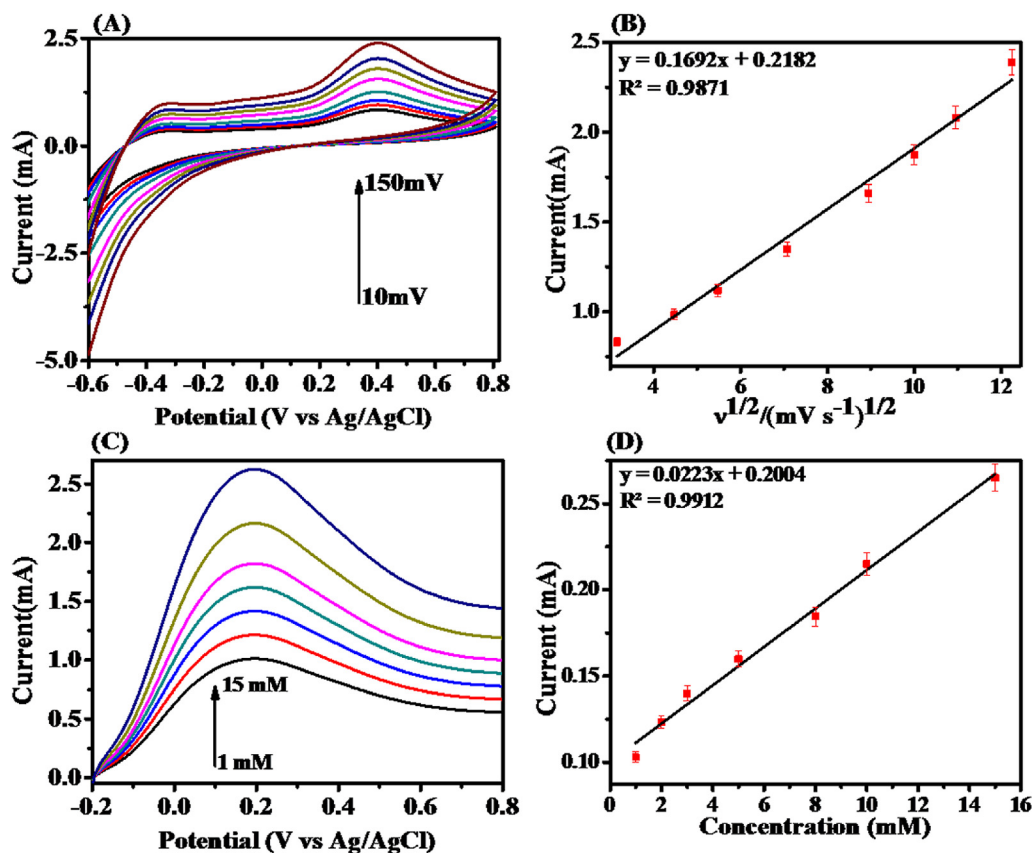 (A)
Current (mA)
2.5
0.0
-2.5
-5.0
150mV
10mV
-0.6 -0.4 -0.2 0.0 0.2 0.4 0.6 0.8
Potential (V vs Ag/AgCl)
(B)
y = 0.1692x + 0.2182
R² = 0.9871
Current(mA)
2.5
2.0
1.5
1.0
4 6 8 10 12
ν^1/2/(mV s^-1)^1/2
(C)
Current(mA)
2.5
2.0
1.5
1.0
0.5
0.0
15 mM
1 mM
-0.2 0.0 0.2 0.4 0.6 0.8
Potential (V vs Ag/AgCl)
(D)
y = 0.0223x + 0.2004
R² = 0.9912
Current (mA)
0.25
0.20
0.15
0.10
0 2 4 6 8 10 12 14 16
Concentration (mM)